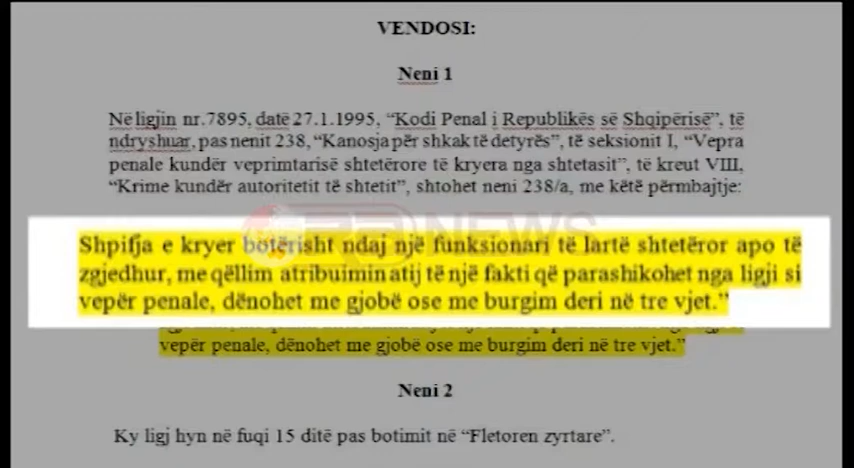 VENDOSI:
Neni 1
Në ligjin nr.7895, datë 27.1.1995, “Kodi Penal i Republikës së Shqipërisë”, të
ndryshuar, pas nenit 238, “Kanosja për shkak të detyrës”, të seksionit I, “Vepra
penale kundër veprimtarisë shtetërore të kryera nga shtetasit”, të kreut VIII,
“Krime kundër autoritetit të shtetit”, shtohet neni 238/a, me këtë përmbajtje:
NEWS
Shpifja e kryer botërisht ndaj një funksionari të lartë shtetëror apo të
zgjedhur, me qëllim atribuimin atij të një fakti që parashikohet nga ligji si
vepër penale, dënohet me gjobë ose me burgim deri në tre vjet.”
vepër penale, dënohet me gjobë ose me burgim deri në tre vjet.”
Neni 2
Ky ligj hyn në fuqi 15 ditë pas botimit në “Fletoren zyrtare”.